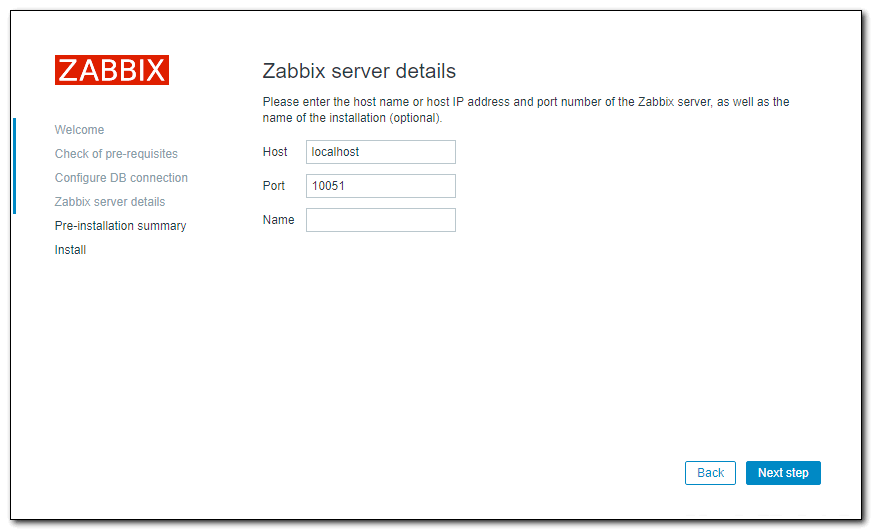 ZABBIX
Welcome
Check of pre-requisites
Configure DB connection
Zabbix server details
Pre-installation summary
Install
Zabbix server details
Please enter the host name or host IP address and port number of the Zabbix server, as well as the
name of the installation (optional).
Host localhost
Port 10051
Name
Back Next step